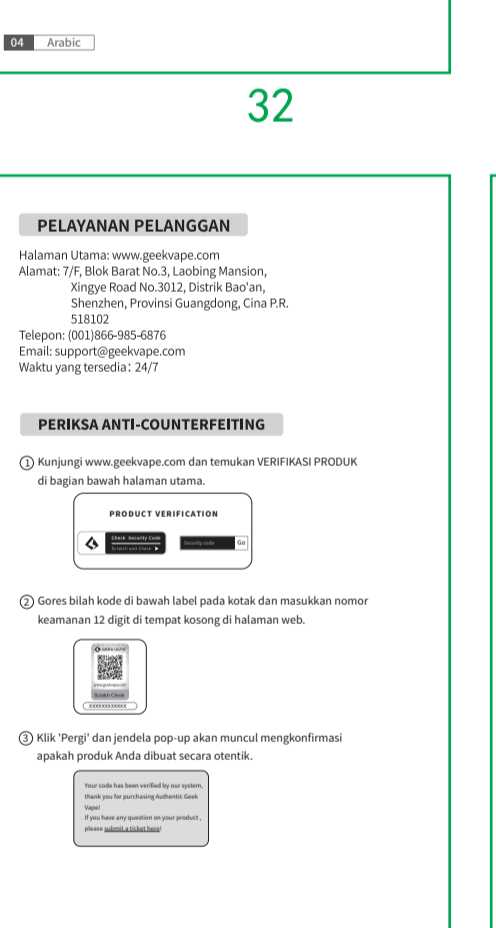 04 Arabic
32
PELAYANAN PELANGGAN
Halaman Utama: www.geekvape.com
Alamat: 7/F, Blok Barat No.3, Laobing Mansion,
Xingye Road No.3012, Distrik Bao'an,
Shenzhen, Provinsi Guangdong, Cina P.R.
518102
Telepon: (001)866-985-6876
Email: support@geekvape.com
Waktu yang tersedia: 24/7
PERIKSA ANTI-COUNTERFEITING
① Kunjungi www.geekvape.com dan temukan VERIFIKASI PRODUK
di bagian bawah halaman utama.
PRODUCT VERIFICATION
Check Security Code
Scratch and Check ▶
Security code Go
② Gores bilah kode di bawah label pada kotak dan masukkan nomor
keamanan 12 digit di tempat kosong di halaman web.
GEEK VAPE
www.geekvape.com
Scratch Check
XXXXXXXXXXXX
③ Klik 'Pergi' dan jendela pop-up akan muncul mengkonfirmasi
apakah produk Anda dibuat secara otentik.
Your code has been verified by our system,
thank you for purchasing Authentic Geek
Vape!
If you have any question on your product ,
please submit a ticket here!